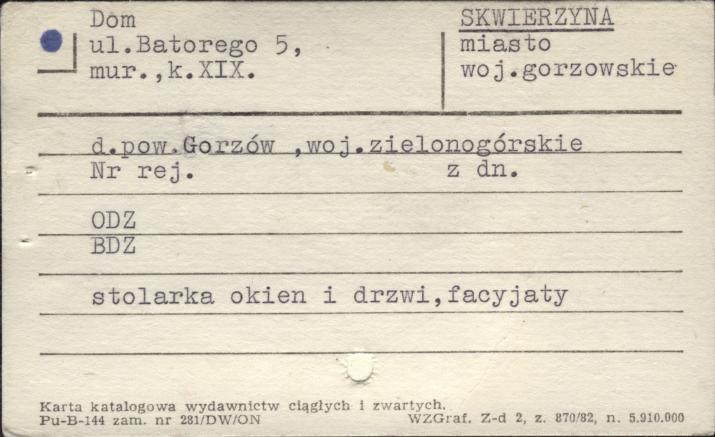 Dom
ul.Batorego 5,
mur.,k.XIX.
SKWIERZYNA
miasto
woj.gorzowskie
d.pow.Gorzów ,woj.zielonogórskie
Nr rej. z dn.
ODZ
BDZ
stolarka okien i drzwi,facyjaty
Karta katalogowa wydawnictw ciągłych i zwartych.
Pu-B-144 zam. nr 281/DW/ON WZGraf. Z-d 2, z. 870/82, n. 5.910.000